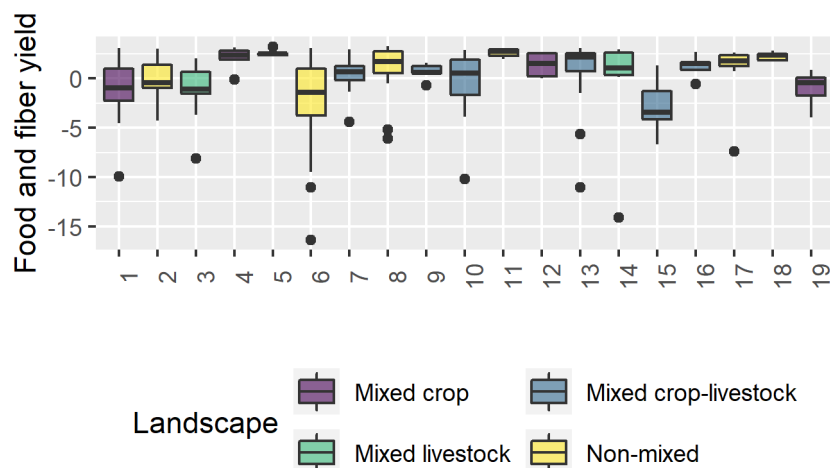 Food and fiber yield
0
-5
-10
-15
1 2 3 4 5 6 7 8 9 10 11 12 13 14 15 16 17 18 19
Landscape
Mixed crop
Mixed crop-livestock
Mixed livestock
Non-mixed